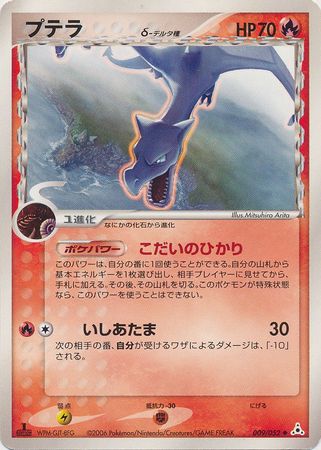 プテラ δ-デルタ種 HP70
Illus. Mitsuhiro Arita
1進化 なにかの化石から進化
ポケパワー こだいのひかり
このパワーは、自分の番に1回使うことができる。自分の山札から
基本エネルギーを1枚選び出し、相手プレイヤーに見せてから、
手札に加える。その後、その山札を切る。このポケモンが特殊状
態なら、このパワーは使うことはできない。
いしあたま 30
次の相手の番、自分が受けるワザによるダメージは、「-10」
される。
弱点 抵抗力 -30 にげる
©2006 Pokémon/Nintendo/Creatures/GAME FREAK
009/052